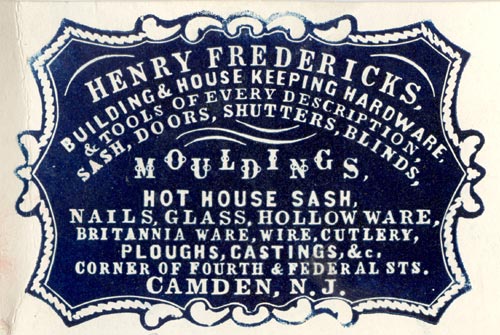 HENRY FREDERICKS,
BUILDING & HOUSE KEEPING HARDWARE,
& TOOLS OF EVERY DESCRIPTION,
SASH, DOORS, SHUTTERS, BLINDS,
MOULDINGS,
HOT HOUSE SASH,
NAILS, GLASS, HOLLOW WARE,
BRITANNIA WARE, WIRE, CUTLERY,
PLOUGHS, CASTINGS, &c,
CORNER OF FOURTH & FEDERAL STS.
CAMDEN, N.J.